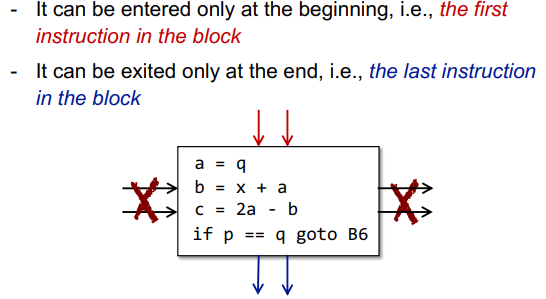 - It can be entered only at the beginning, i.e., the first
instruction in the block
- It can be exited only at the end, i.e., the last instruction
in the block
a = q
b = x + a
c = 2a - b
if p == q goto B6